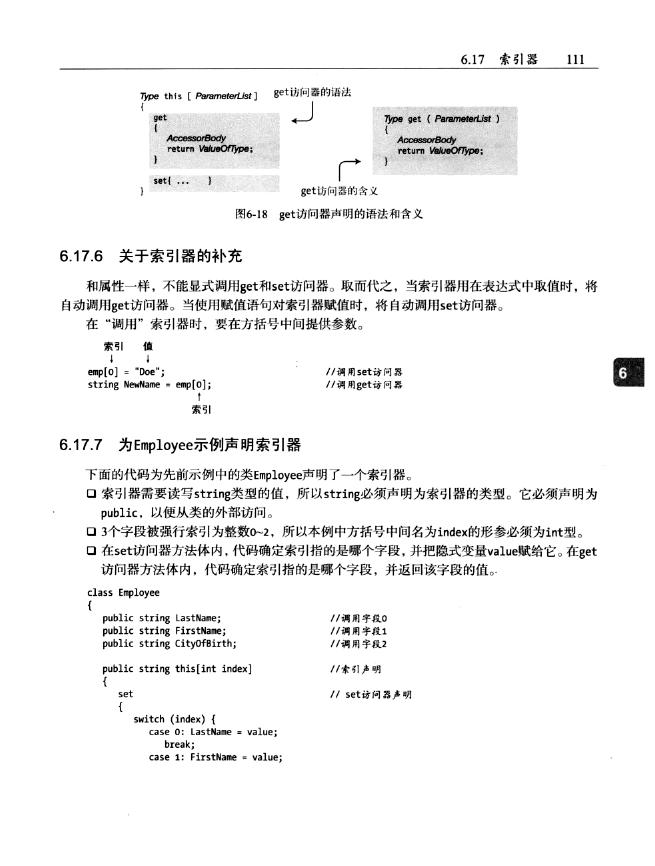 6.17 索引器 111
Type this [ ParameterList ] get访问器的语法
{
get
{
AccessorBody
return ValueOfType;
}
set{ ... }
}
Type get ( ParameterList )
{
AccessorBody
return ValueOfType;
}
get访问器的含义
图6-18 get访问器声明的语法和含义
6.17.6 关于索引器的补充
和属性一样，不能显式调用get和set访问器。取而代之，当索引器用在表达式中取值时，将
自动调用get访问器。当使用赋值语句对索引器赋值时，将自动调用set访问器。
在“调用”索引器时，要在方括号中间提供参数。
索引 值
↓ ↓
emp[0] = "Doe"; //调用set访问器
string NewName = emp[0]; //调用get访问器
↑
索引
6
6.17.7 为Employee示例声明索引器
下面的代码为先前示例中的类Employee声明了一个索引器。
□ 索引器需要读写string类型的值，所以string必须声明为索引器的类型。它必须声明为
public，以便从类的外部访问。
□ 3个字段被强行索引为整数0~2，所以本例中方括号中间名为index的形参必须为int型。
□ 在set访问器方法体内，代码确定索引指的是哪个字段，并把隐式变量value赋给它。在get
访问器方法体内，代码确定索引指的是哪个字段，并返回该字段的值。
class Employee
{
public string LastName; //调用字段0
public string FirstName; //调用字段1
public string CityOfBirth; //调用字段2
public string this[int index] //索引声明
{
set // set访问器声明
{
switch (index) {
case 0: LastName = value;
break;
case 1: FirstName = value;